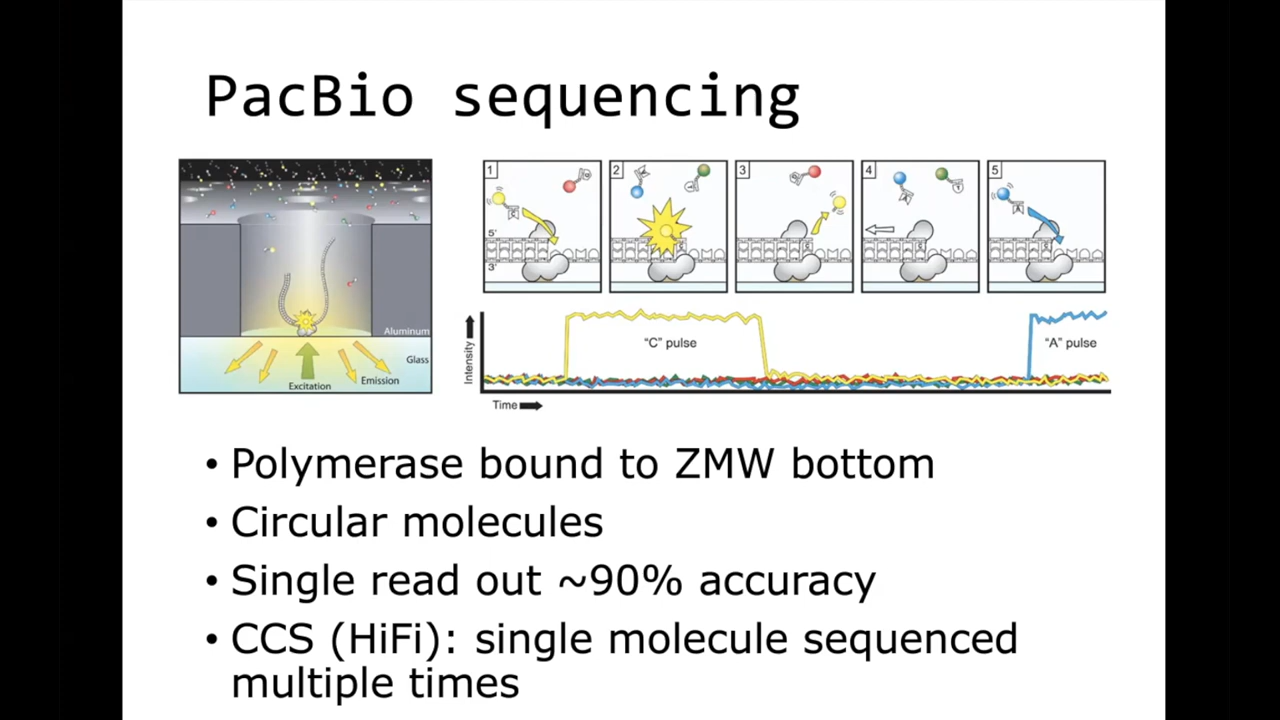 PacBio sequencing
Aluminum
Glass
Excitation
Emission
1
2
3
4
5
5'
3'
C
A
Intensity
"C" pulse
"A" pulse
Time
• Polymerase bound to ZMW bottom
• Circular molecules
• Single read out ~90% accuracy
• CCS (HiFi): single molecule sequenced
multiple times